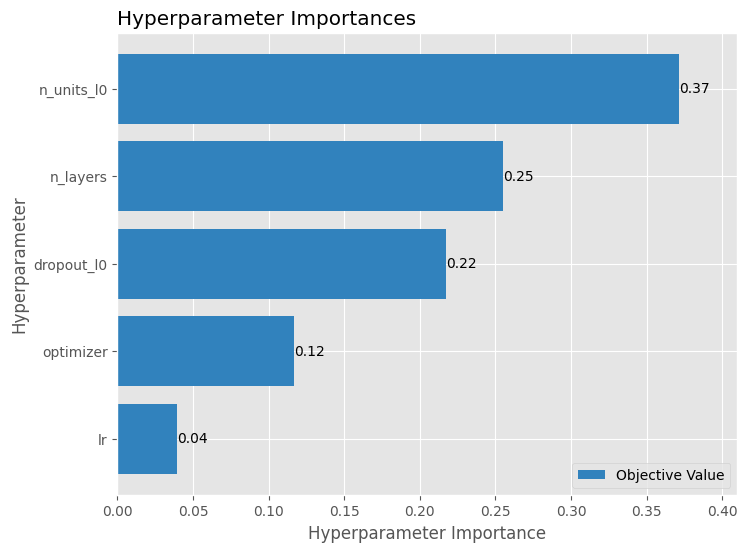 Hyperparameter Importances
Hyperparameter
n_units_l0
0.37
n_layers
0.25
dropout_l0
0.22
optimizer
0.12
lr
0.04
Objective Value
0.00 0.05 0.10 0.15 0.20 0.25 0.30 0.35 0.40
Hyperparameter Importance